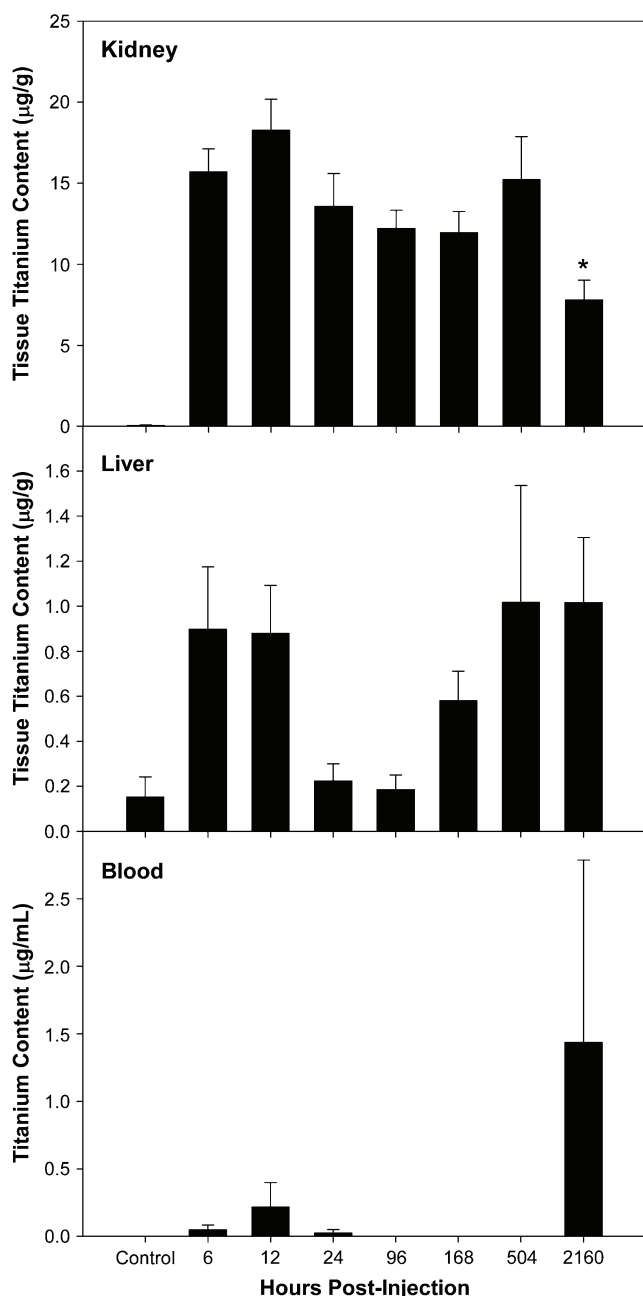 Kidney
Tissue Titanium Content (μg/g)
25
20
15
10
5
0
*
Liver
Tissue Titanium Content (μg/g)
1.6
1.4
1.2
1.0
0.8
0.6
0.4
0.2
0.0
Blood
Titanium Content (μg/mL)
2.5
2.0
1.5
1.0
0.5
0.0
Control 6 12 24 96 168 504 2160
Hours Post-Injection